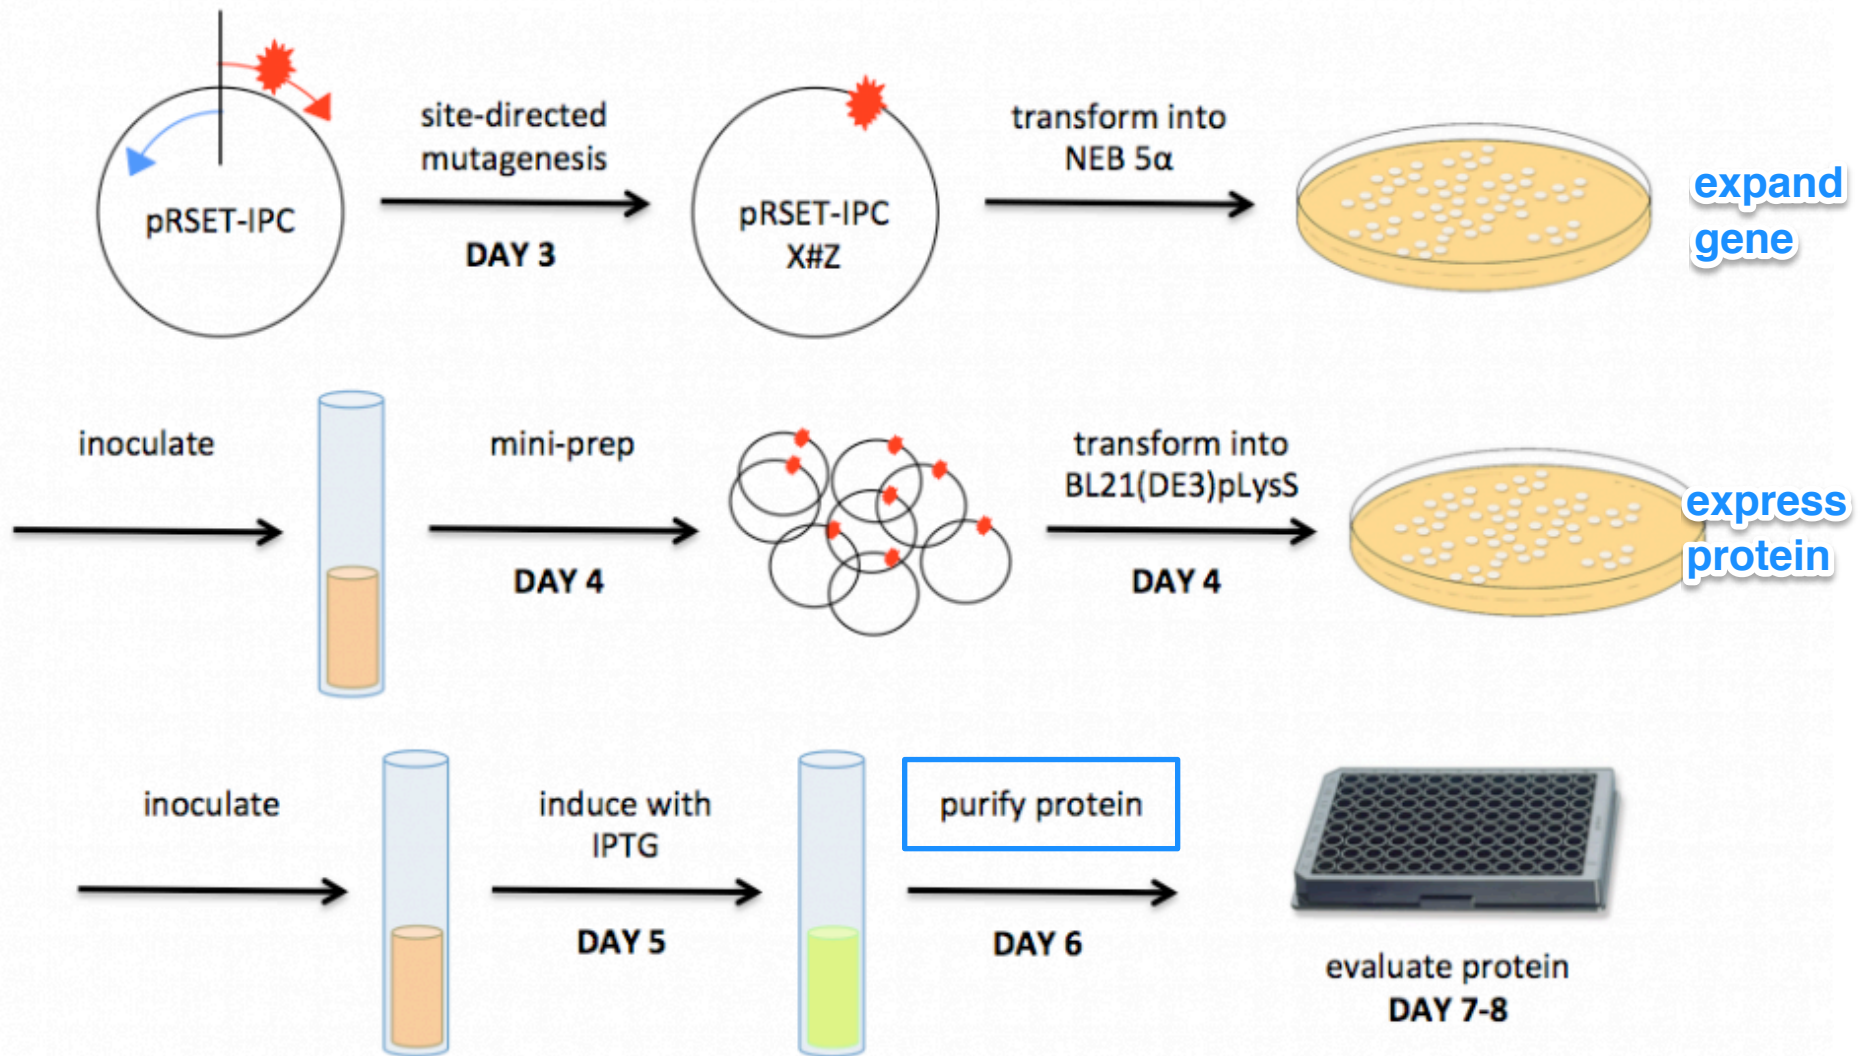 site-directed
mutagenesis
DAY 3
pRSET-IPC
pRSET-IPC
X#Z
transform into
NEB 5α
expand
gene
inoculate
mini-prep
DAY 4
transform into
BL21(DE3)pLysS
DAY 4
express
protein
inoculate
induce with
IPTG
DAY 5
purify protein
DAY 6
evaluate protein
DAY 7-8